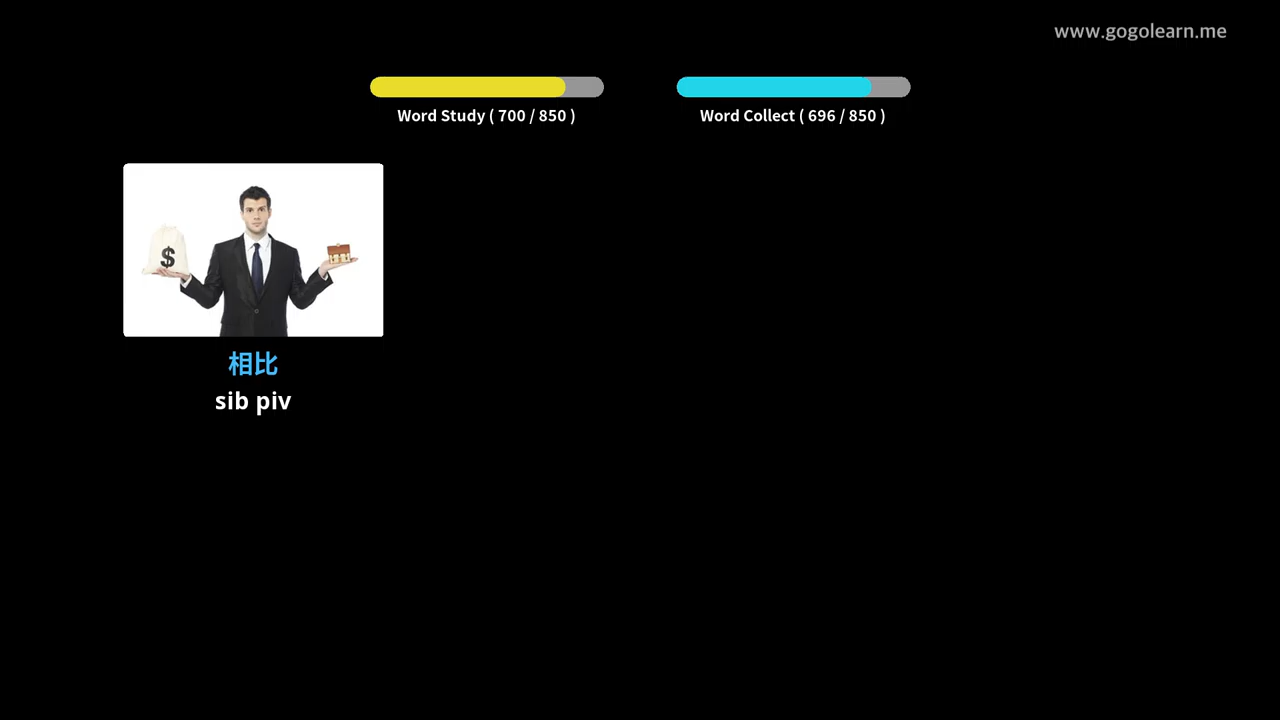 www.gogolearn.me
Word Study ( 700 / 850 )
Word Collect ( 696 / 850 )
$
相比
sib piv